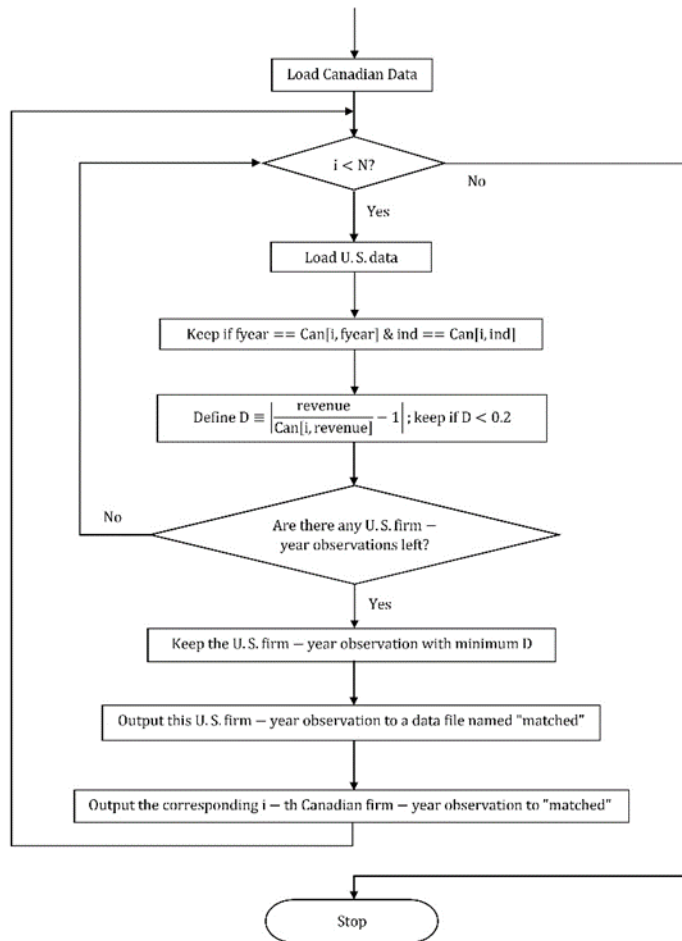 Load Canadian Data
i < N?
No
Yes
Load U. S. data
Keep if fyear == Can[i, fyear] & ind == Can[i, ind]
Define D ≡ |revenue / Can[i, revenue] − 1| ; keep if D < 0.2
No
Are there any U. S. firm −
year observations left?
Yes
Keep the U. S. firm − year observation with minimum D
Output this U. S. firm − year observation to a data file named "matched"
Output the corresponding i − th Canadian firm − year observation to "matched"
Stop